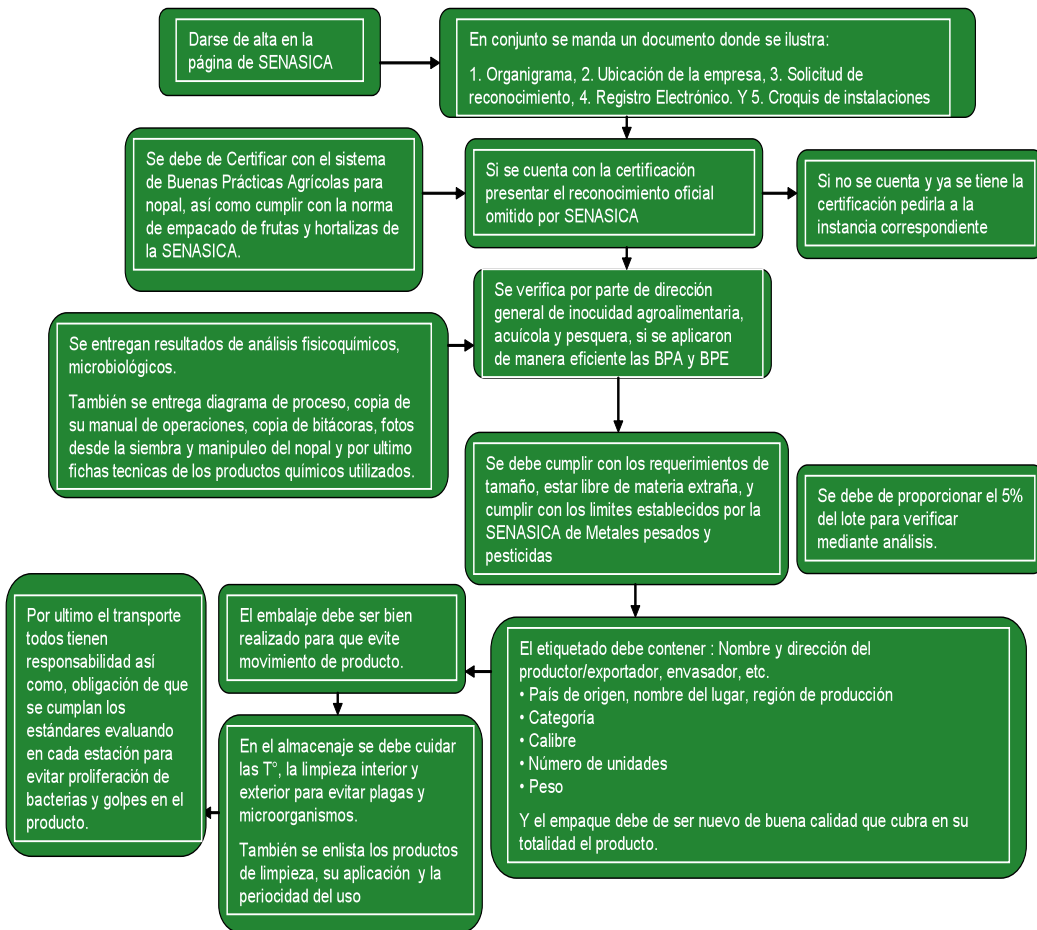 Darse de alta en la
página de SENASICA
En conjunto se manda un documento donde se ilustra:
1. Organigrama, 2. Ubicación de la empresa, 3. Solicitud de
reconocimiento, 4. Registro Electrónico. Y 5. Croquis de instalaciones
Se debe de Certificar con el sistema
de Buenas Prácticas Agrícolas para
nopal, así como cumplir con la norma
de empacado de frutas y hortalizas de
la SENASICA.
Si se cuenta con la certificación
presentar el reconocimiento oficial
omitido por SENASICA
Si no se cuenta y ya se tiene la
certificación pedirla a la
instancia correspondiente
Se verifica por parte de dirección
general de inocuidad agroalimentaria,
acuícola y pesquera, si se aplicaron
de manera eficiente las BPA y BPE
Se entregan resultados de análisis fisicoquímicos,
microbiológicos.
También se entrega diagrama de proceso, copia de
su manual de operaciones, copia de bitácoras, fotos
desde la siembra y manipuleo del nopal y por ultimo
fichas tecnicas de los productos químicos utilizados.
Se debe cumplir con los requerimientos de
tamaño, estar libre de materia extraña, y
cumplir con los limites establecidos por la
SENASICA de Metales pesados y
pesticidas
Se debe de proporcionar el 5%
del lote para verificar
mediante análisis.
El etiquetado debe contener : Nombre y dirección del
productor/exportador, envasador, etc.
• País de origen, nombre del lugar, región de producción
• Categoría
• Calibre
• Número de unidades
• Peso
Y el empaque debe de ser nuevo de buena calidad que cubra en su
totalidad el producto.
El embalaje debe ser bien
realizado para que evite
movimiento de producto.
En el almacenaje se debe cuidar
las T°, la limpieza interior y
exterior para evitar plagas y
microorganismos.
También se enlista los productos
de limpieza, su aplicación y la
periocidad del uso
Por ultimo el transporte
todos tienen
responsabilidad así
como, obligación de que
se cumplan los
estándares evaluando
en cada estación para
evitar proliferación de
bacterias y golpes en el
producto.